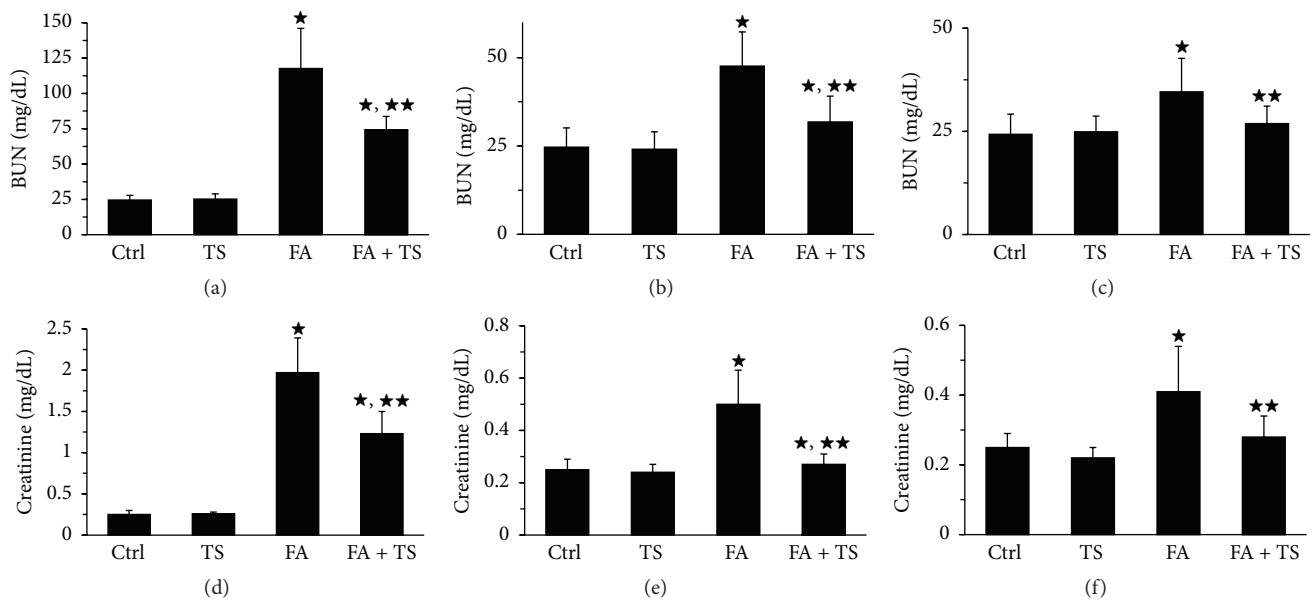 BUN (mg/dL)
150
125
100
75
50
25
0
★
★, ★★
Ctrl TS FA FA + TS
(a)
BUN (mg/dL)
50
25
0
★
★, ★★
Ctrl TS FA FA + TS
(b)
BUN (mg/dL)
50
25
0
★
★★
Ctrl TS FA FA + TS
(c)
Creatinine (mg/dL)
2.5
2
1.5
1
0.5
0
★
★, ★★
Ctrl TS FA FA + TS
(d)
Creatinine (mg/dL)
0.8
0.6
0.4
0.2
0
★
★, ★★
Ctrl TS FA FA + TS
(e)
Creatinine (mg/dL)
0.6
0.4
0.2
0
★
★★
Ctrl TS FA FA + TS
(f)